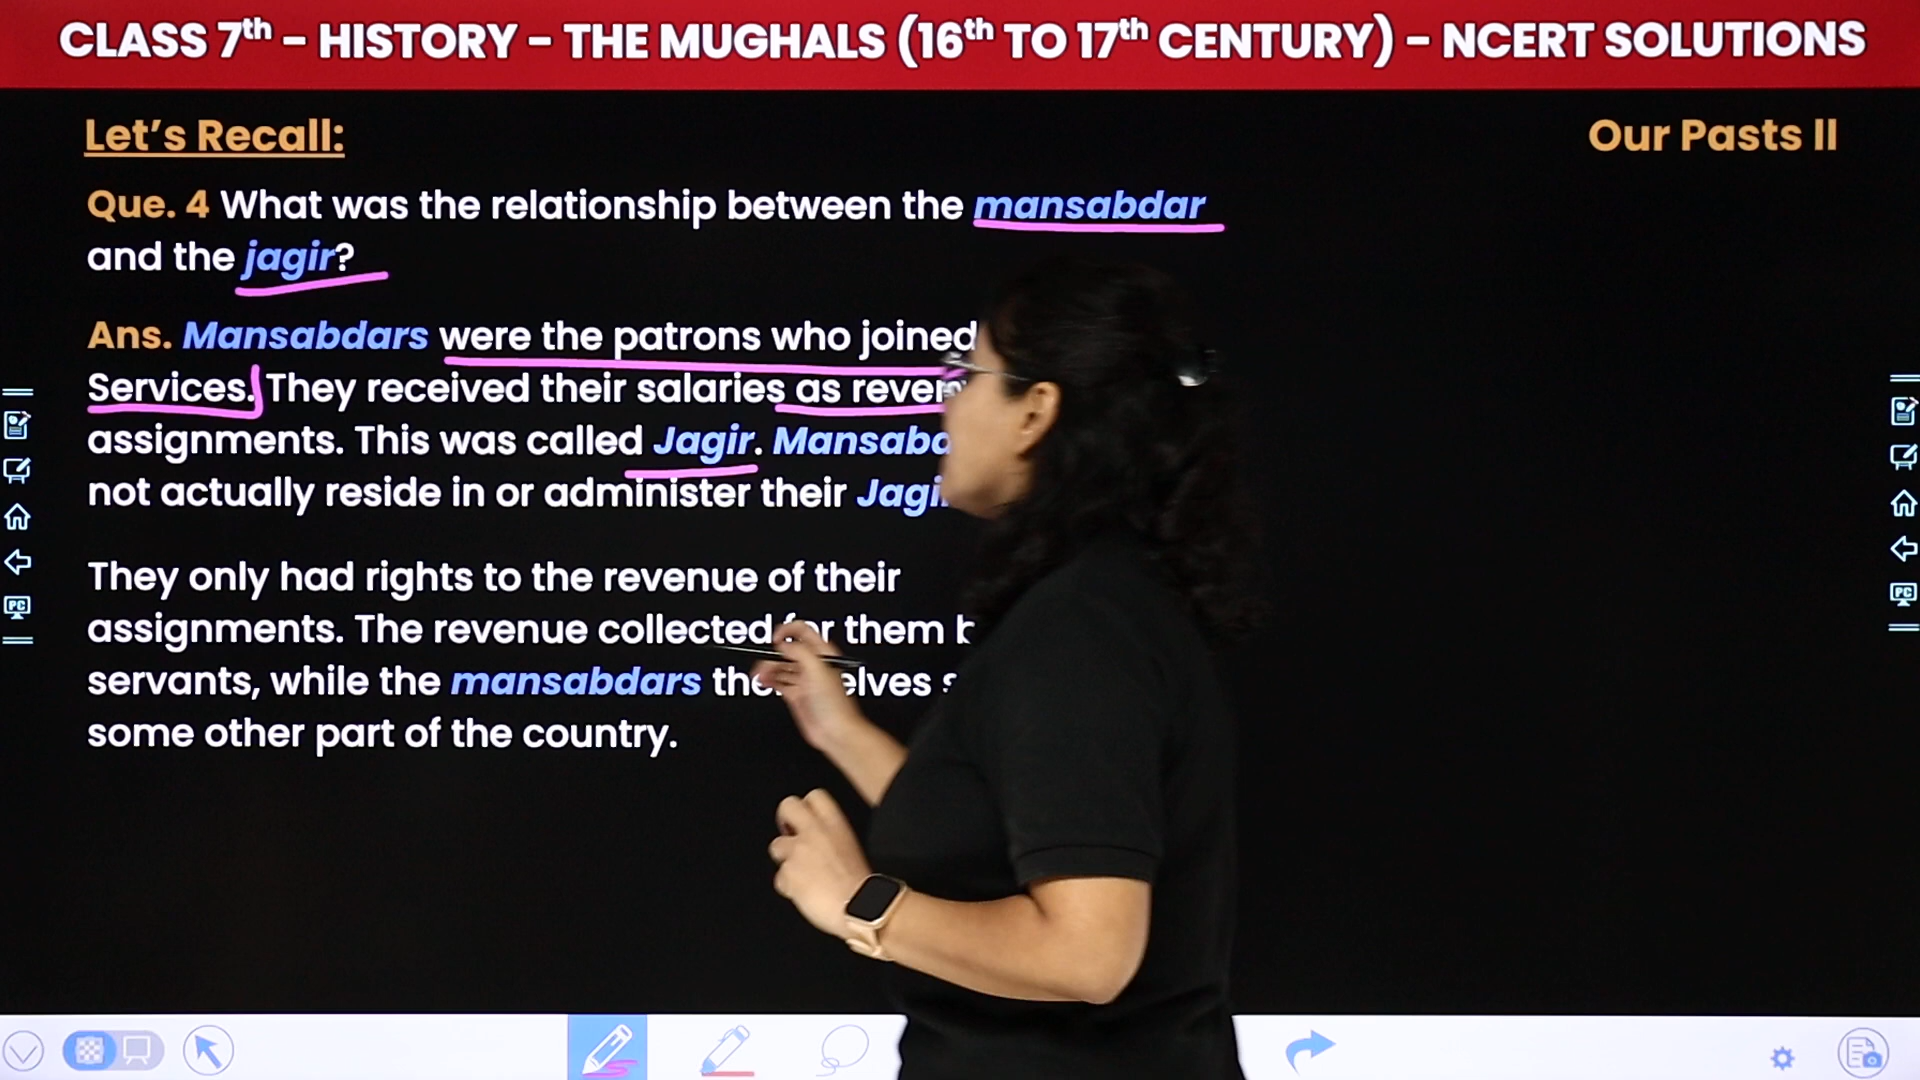 CLASS 7th – HISTORY – THE MUGHALS (16th TO 17th CENTURY) – NCERT SOLUTIONS
Let's Recall:
Our Pasts II
Que. 4 What was the relationship between the mansabdar
and the jagir?
Ans. Mansabdars were the patrons who joined
Services. They received their salaries as
assignments. This was called Jagir.
not actually reside in or administer their
They only had rights to the revenue of their
assignments. The revenue collected for them
servants, while the mansabdars
some other part of the country.
PC
PC